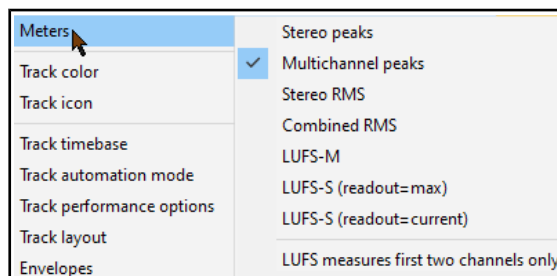 Meters
Track color
Track icon
Track timebase
Track automation mode
Track performance options
Track layout
Envelopes
Stereo peaks
Multichannel peaks
Stereo RMS
Combined RMS
LUFS-M
LUFS-S (readout=max)
LUFS-S (readout=current)
LUFS measures first two channels only